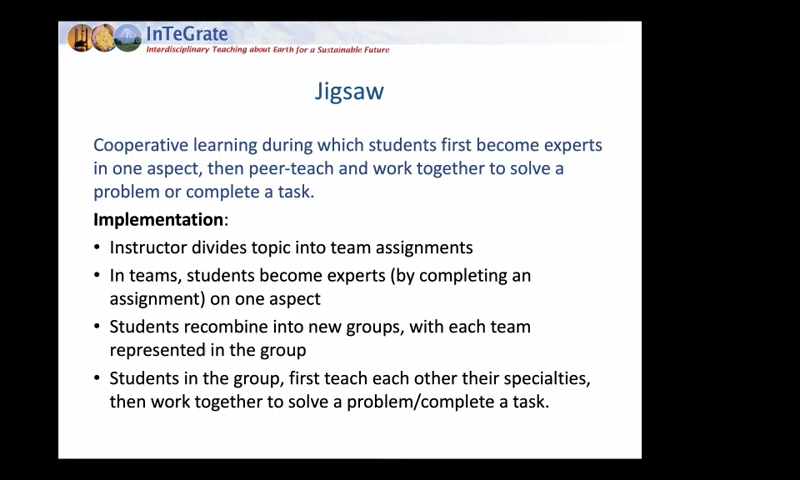 InTeGrate
Interdisciplinary Teaching about Earth for a Sustainable Future
Jigsaw
Cooperative learning during which students first become experts
in one aspect, then peer-teach and work together to solve a
problem or complete a task.
Implementation:
• Instructor divides topic into team assignments
• In teams, students become experts (by completing an
assignment) on one aspect
• Students recombine into new groups, with each team
represented in the group
• Students in the group, first teach each other their specialties,
then work together to solve a problem/complete a task.